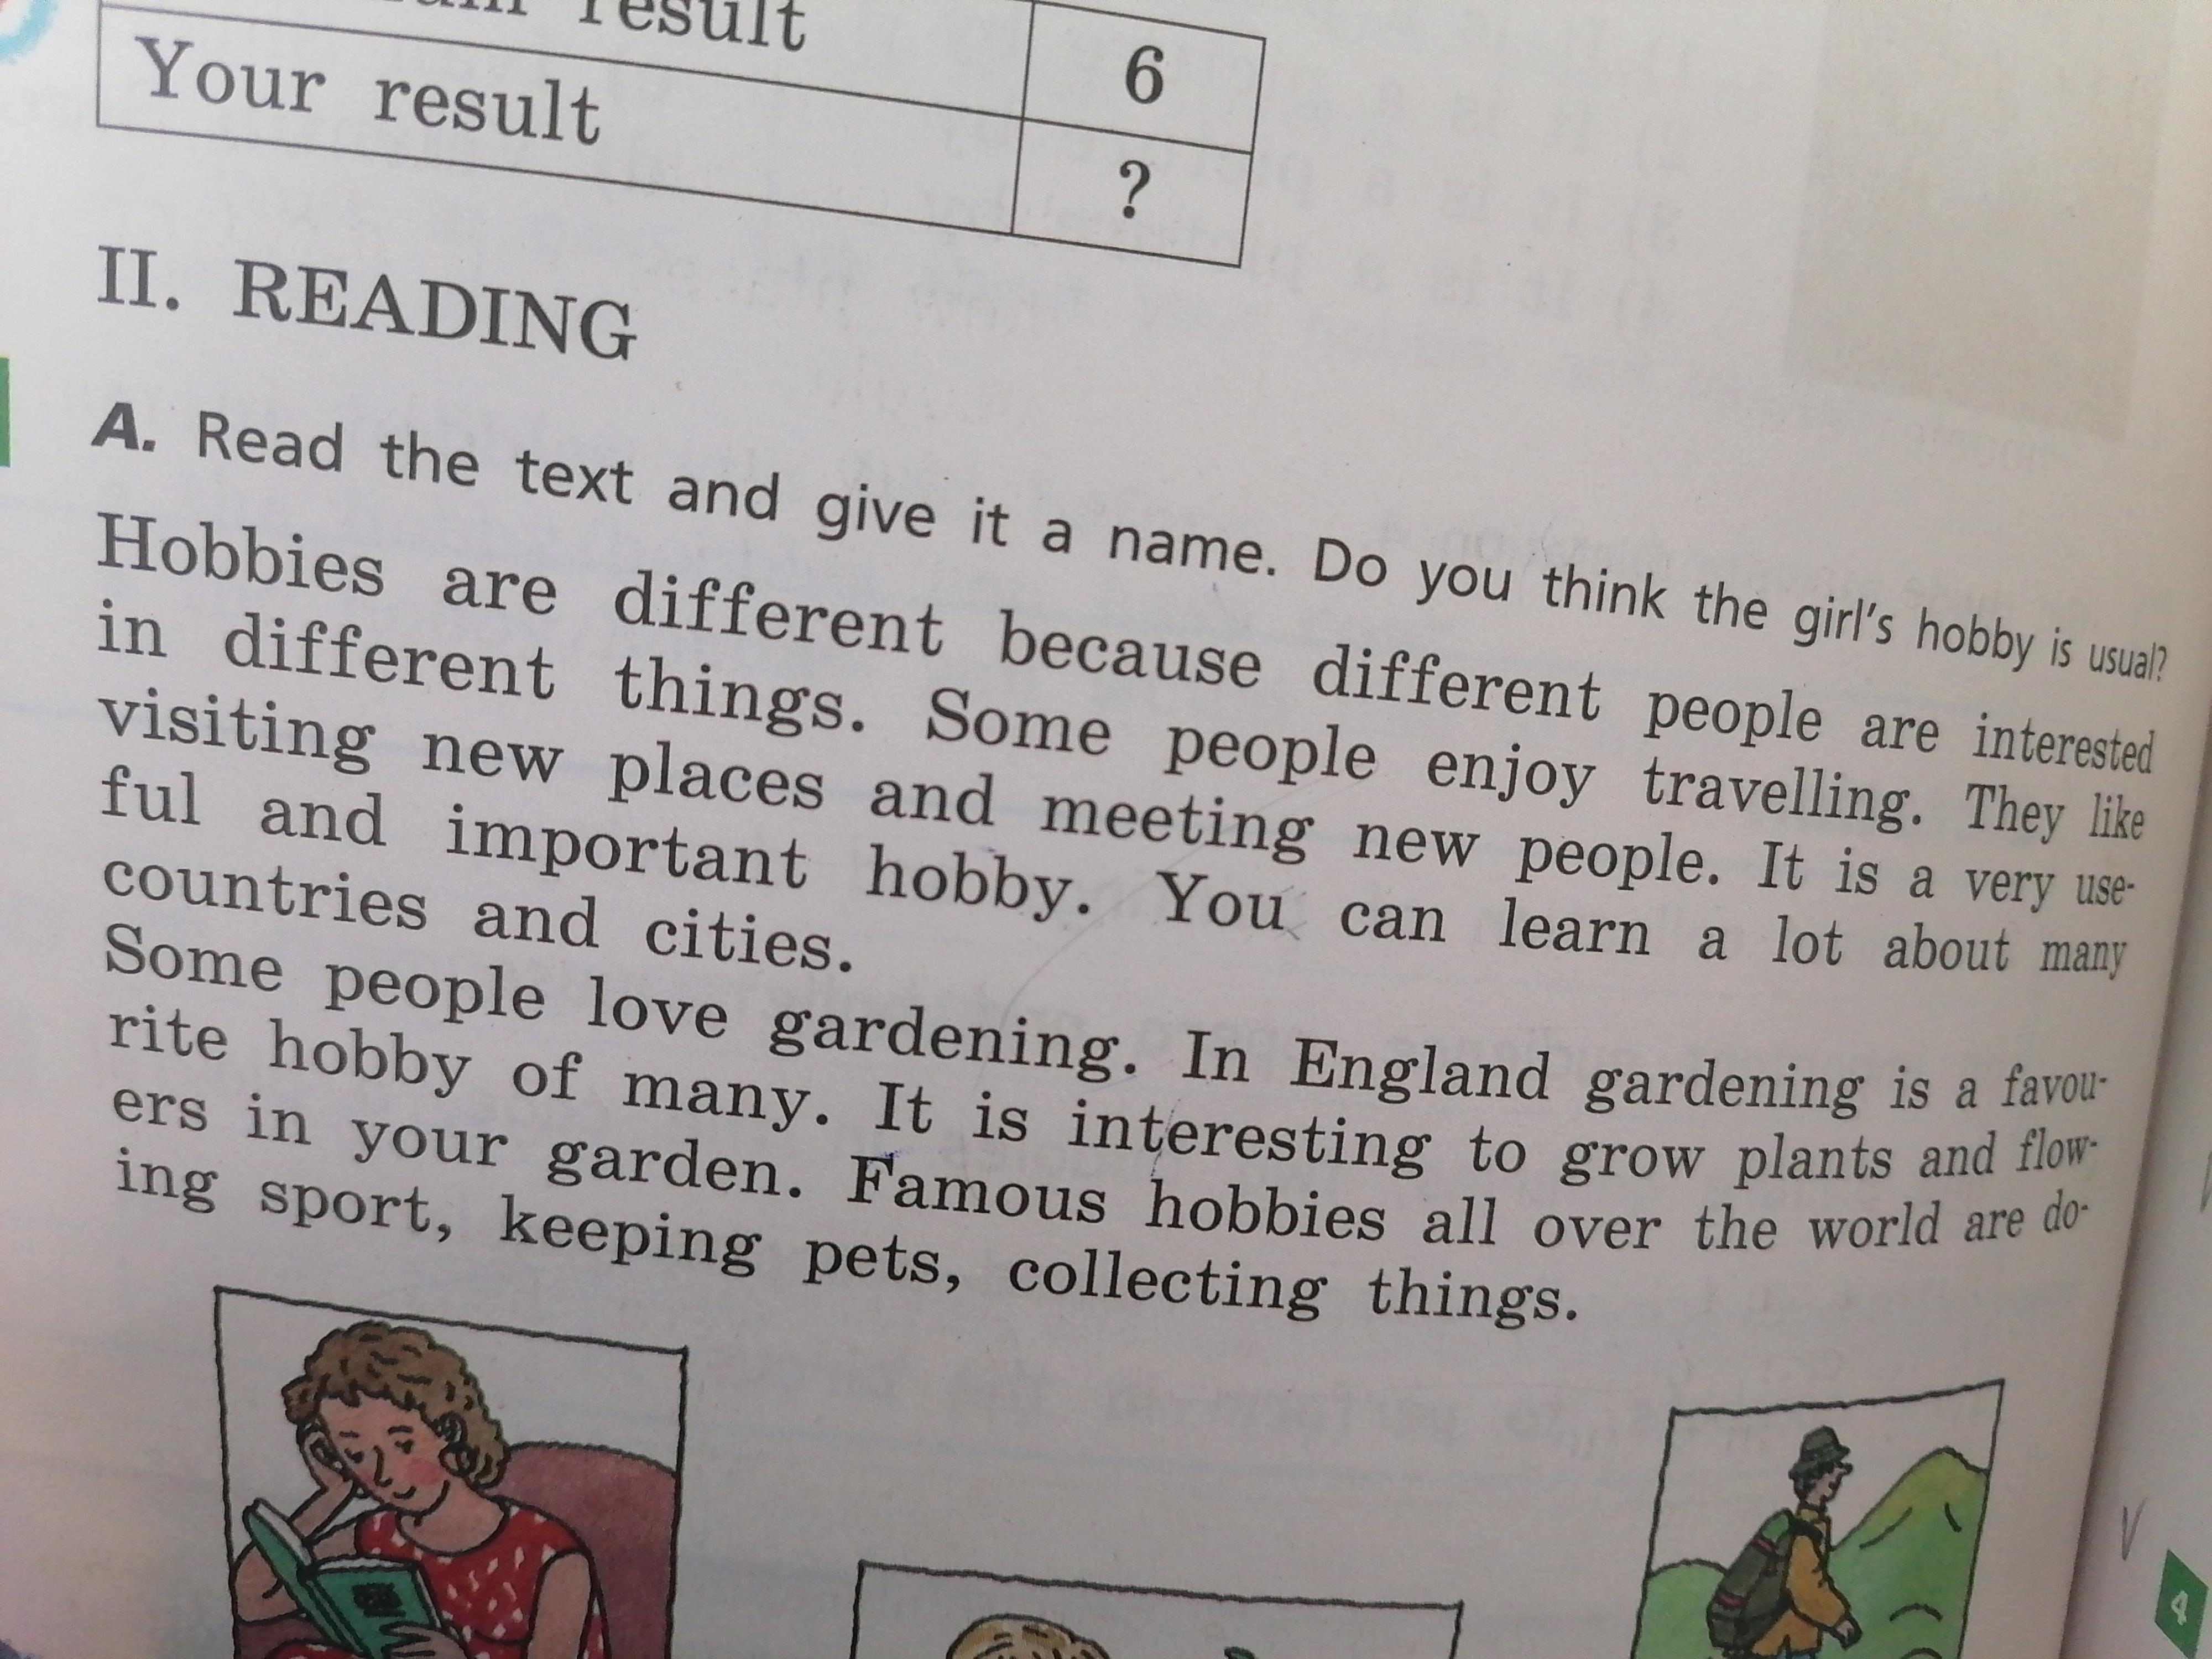 result
6
Your result
?
II. READING
A. Read the text and give it a name. Do you think the girl's hobby is usual?
Hobbies are different because different people are interested
in different things. Some people enjoy travelling. They like
visiting new places and meeting new people. It is a very use-
ful and important hobby. You can learn a lot about many
countries and cities.
Some people love gardening. In England gardening is a favou-
rite hobby of many. It is interesting to grow plants and flow-
ers in your garden. Famous hobbies all over the world are do-
ing sport, keeping pets, collecting things.
4